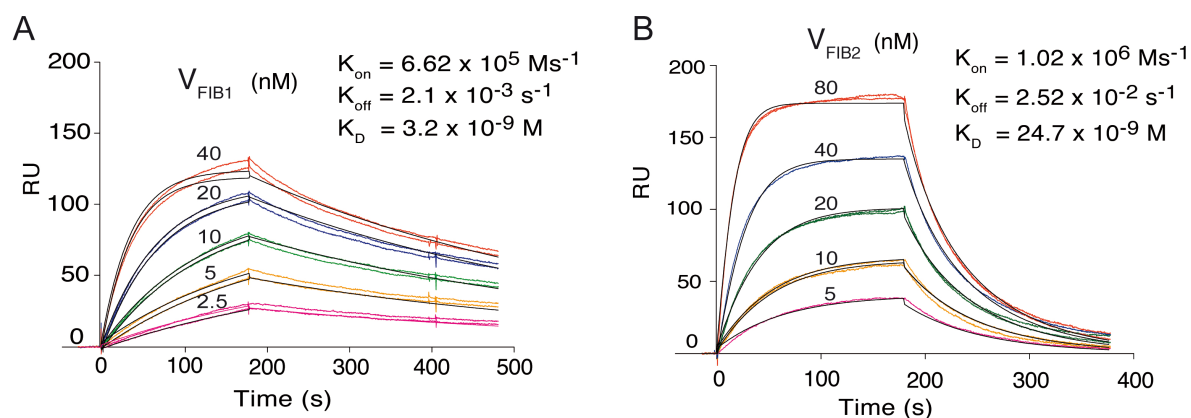 A
V_FIB1 (nM)
K_on = 6.62 x 10^5 Ms^-1
K_off = 2.1 x 10^-3 s^-1
K_D = 3.2 x 10^-9 M
200
150
100
50
0
RU
40
20
10
5
2.5
0 100 200 300 400 500
Time (s)
B
V_FIB2 (nM)
K_on = 1.02 x 10^6 Ms^-1
K_off = 2.52 x 10^-2 s^-1
K_D = 24.7 x 10^-9 M
200
150
100
50
0
RU
80
40
20
10
5
0 100 200 300 400
Time (s)